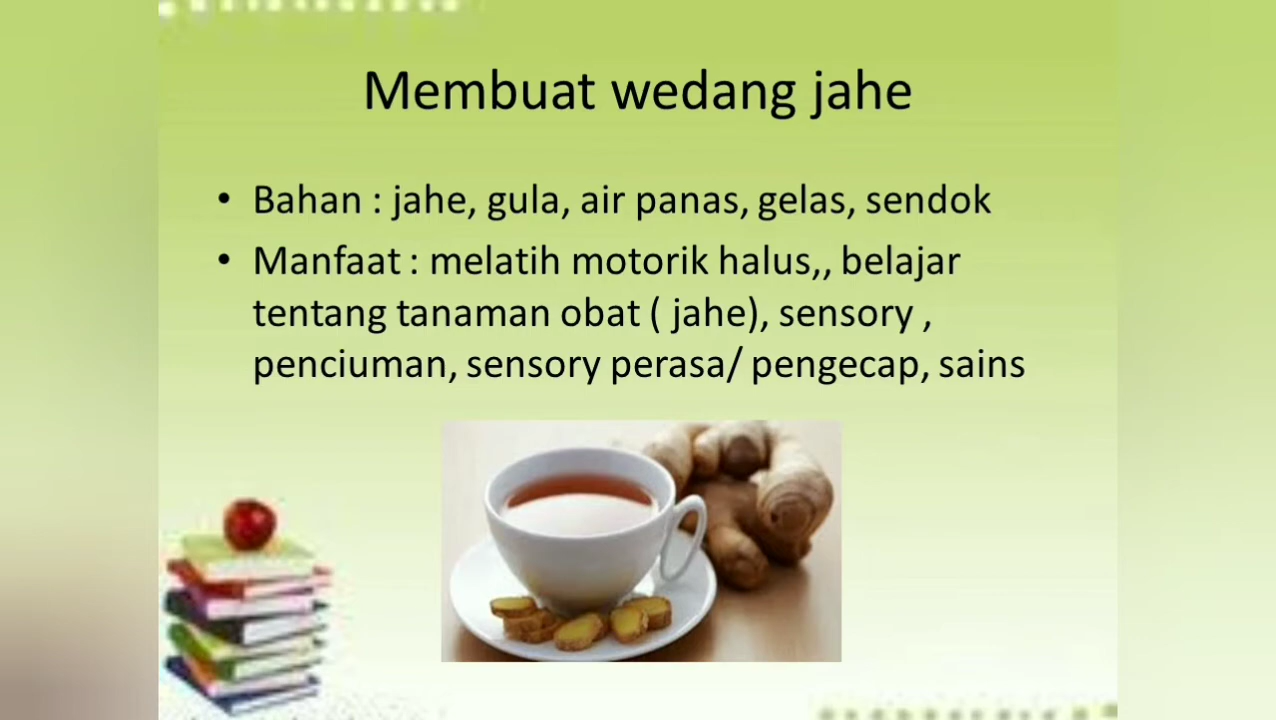 Membuat wedang jahe
• Bahan : jahe, gula, air panas, gelas, sendok
• Manfaat : melatih motorik halus,, belajar
tentang tanaman obat ( jahe), sensory ,
penciuman, sensory perasa/ pengecap, sains